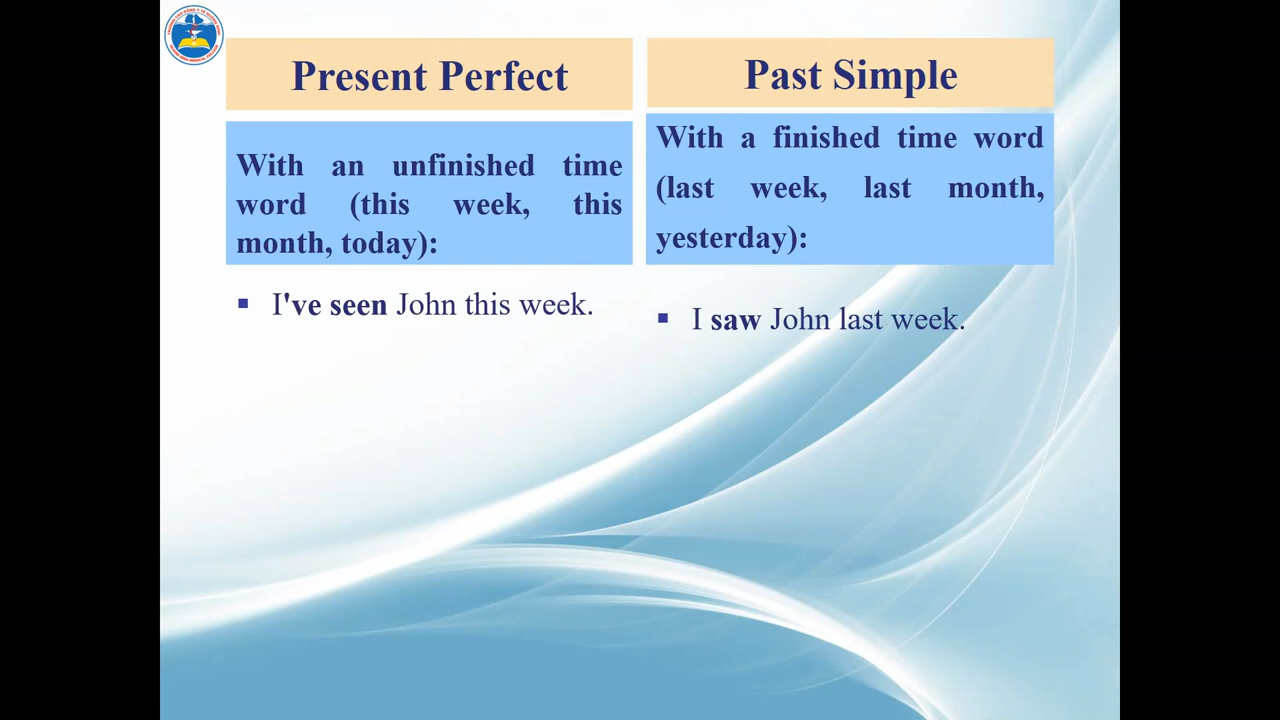 Present Perfect
Past Simple
With an unfinished time
word (this week, this
month, today):
With a finished time word
(last week, last month,
yesterday):
▪ I've seen John this week.
▪ I saw John last week.